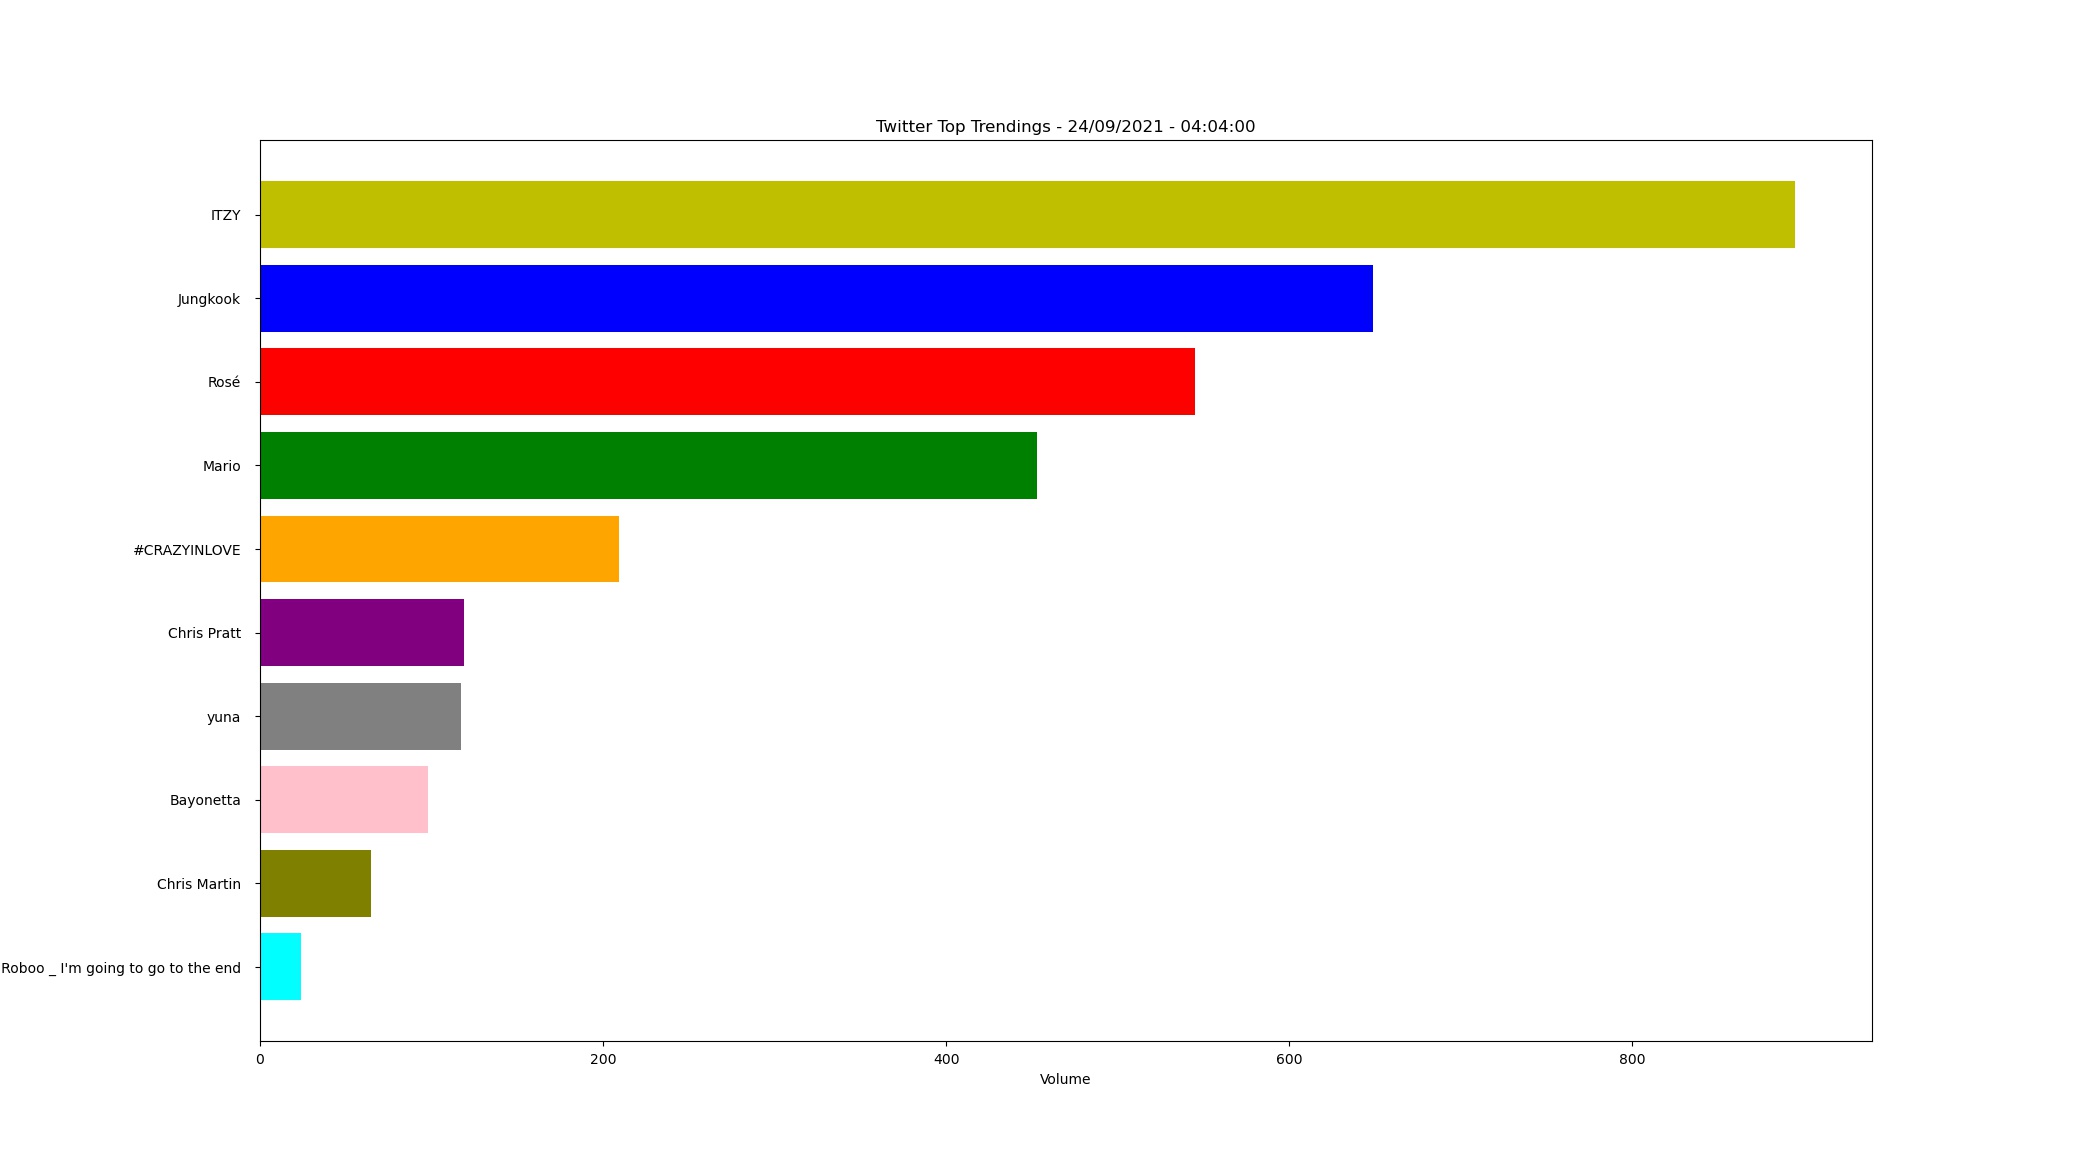 Twitter Top Trendings - 24/09/2021 - 04:04:00
ITZY
Jungkook
Rosé
Mario
#CRAZYINLOVE
Chris Pratt
yuna
Bayonetta
Chris Martin
Roboo _ I'm going to go to the end
0 200 400 600 800
Volume